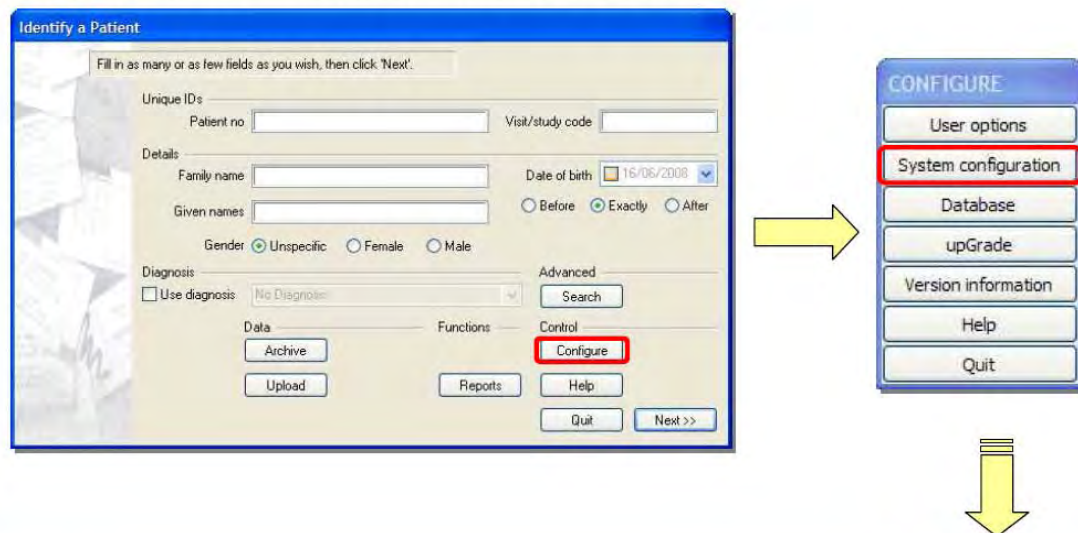 Identify a Patient
Fill in as many or as few fields as you wish, then click 'Next'.
Unique IDs
Patient no
Visit/study code
Details
Family name
Date of birth 16/06/2008
Given names
Before Exactly After
Gender Unspecific Female Male
Diagnosis
Advanced
Use diagnosis No Diagnosis
Search
Data Functions Control
Archive Configure
Upload Reports Help
Quit Next >>
CONFIGURE
User options
System configuration
Database
upGrade
Version information
Help
Quit